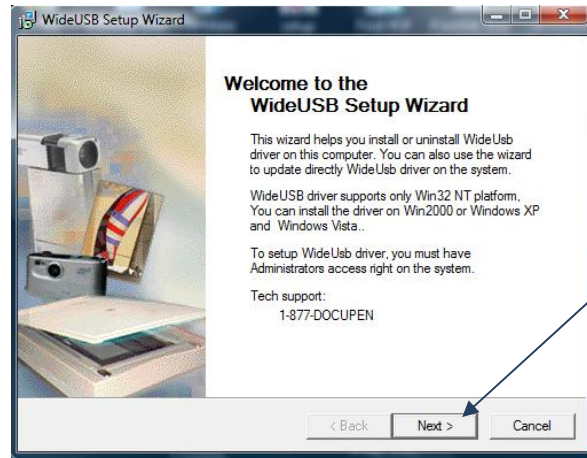 WideUSB Setup Wizard
Welcome to the
WideUSB Setup Wizard
This wizard helps you install or uninstall WideUsb
driver on this computer. You can also use the wizard
to update directly WideUsb driver on the system.
WideUSB driver supports only Win32 NT platform,
You can install the driver on Win2000 or Windows XP
and Windows Vista..
To setup WideUsb driver, you must have
Administrators access right on the system.
Tech support:
1-877-DOCUPEN
< Back Next > Cancel